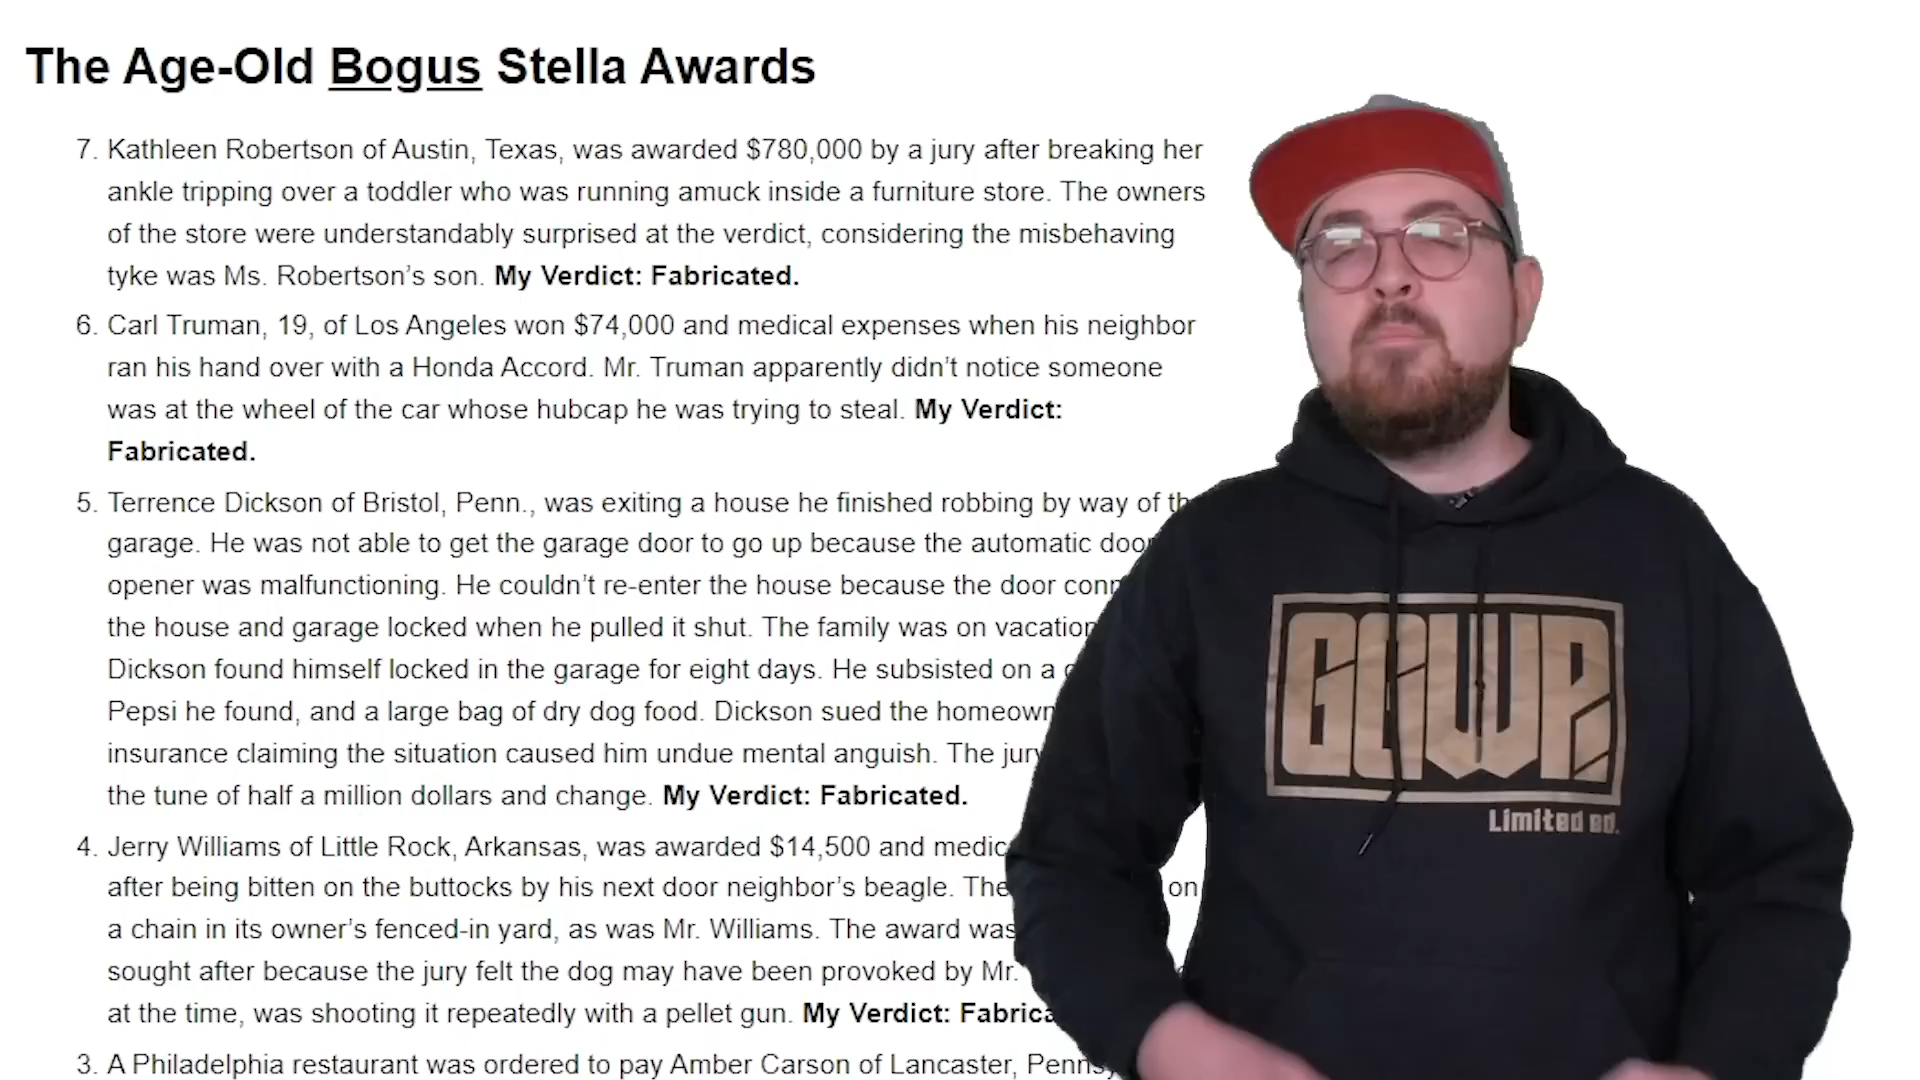 The Age-Old Bogus Stella Awards
7. Kathleen Robertson of Austin, Texas, was awarded $780,000 by a jury after breaking her
ankle tripping over a toddler who was running amuck inside a furniture store. The owners
of the store were understandably surprised at the verdict, considering the misbehaving
tyke was Ms. Robertson’s son. My Verdict: Fabricated.
6. Carl Truman, 19, of Los Angeles won $74,000 and medical expenses when his neighbor
ran his hand over with a Honda Accord. Mr. Truman apparently didn’t notice someone
was at the wheel of the car whose hubcap he was trying to steal. My Verdict:
Fabricated.
5. Terrence Dickson of Bristol, Penn., was exiting a house he finished robbing by way of
garage. He was not able to get the garage door to go up because the automatic
opener was malfunctioning. He couldn’t re-enter the house because the door
the house and garage locked when he pulled it shut. The family was on
Dickson found himself locked in the garage for eight days. He subsisted on a
Pepsi he found, and a large bag of dry dog food. Dickson sued the
insurance claiming the situation caused him undue mental anguish. The
the tune of half a million dollars and change. My Verdict: Fabricated.
4. Jerry Williams of Little Rock, Arkansas, was awarded $14,500 and
after being bitten on the buttocks by his next door neighbor’s beagle. The on
a chain in its owner’s fenced-in yard, as was Mr. Williams. The award was
sought after because the jury felt the dog may have been provoked by Mr.
at the time, was shooting it repeatedly with a pellet gun. My Verdict:
3. A Philadelphia restaurant was ordered to pay Amber Carson of Lancaster,
GGWP
Limited ed.